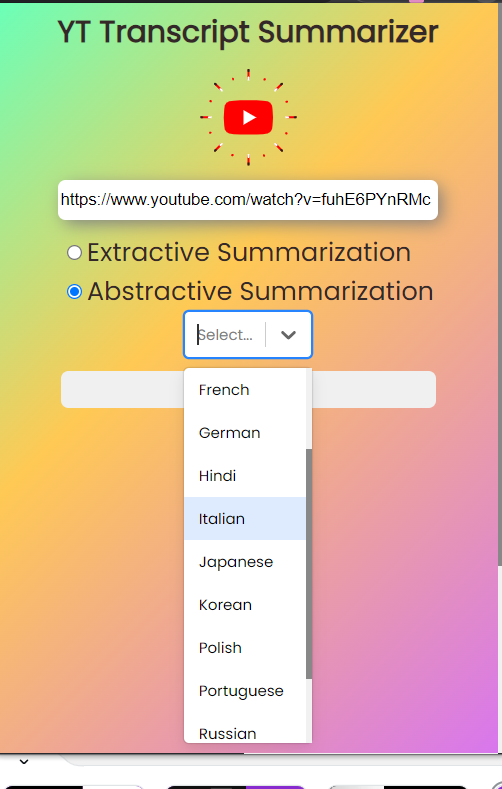 YT Transcript Summarizer
https://www.youtube.com/watch?v=fuhE6PYnRMc
Extractive Summarization
Abstractive Summarization
Select...
French
German
Hindi
Italian
Japanese
Korean
Polish
Portuguese
Russian